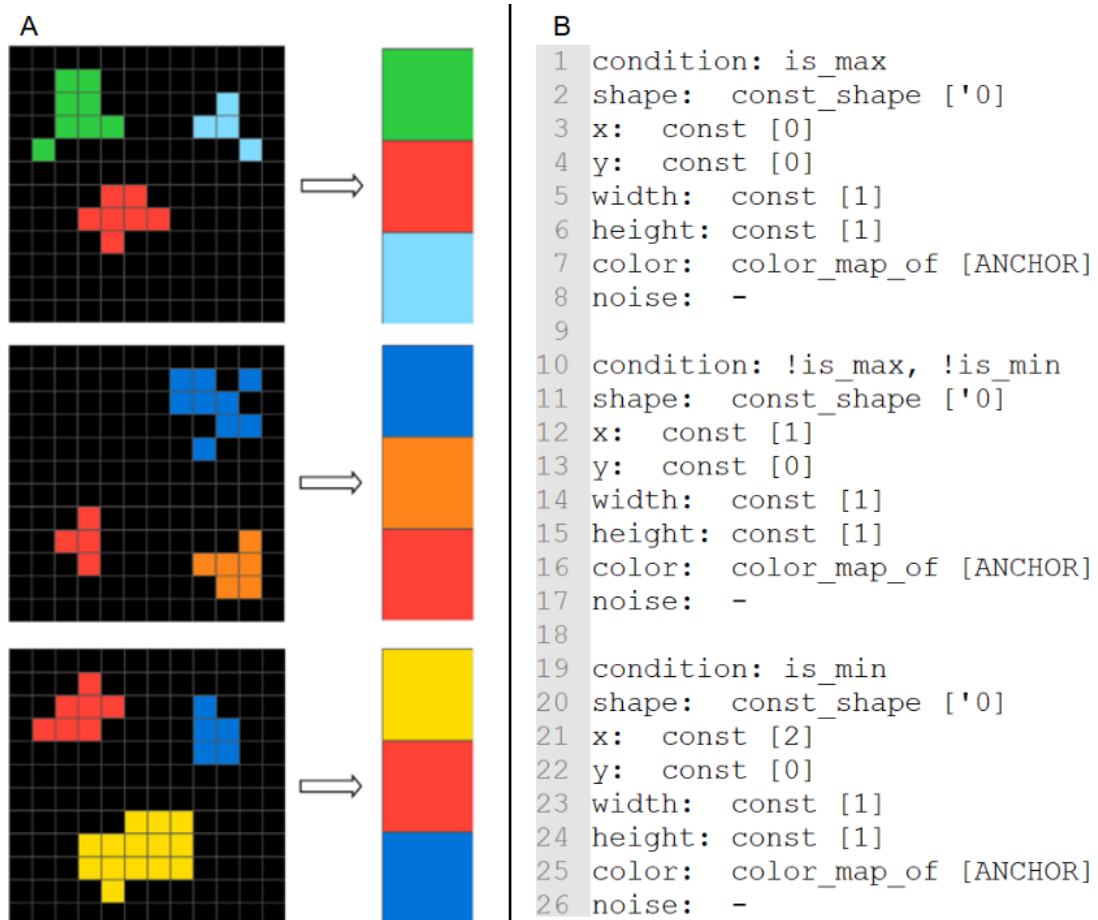 A
B
1 condition: is_max
2 shape:  const_shape ['0]
3 x:  const [0]
4 y:  const [0]
5 width:  const [1]
6 height: const [1]
7 color:  color_map_of [ANCHOR]
8 noise:  -
9
10 condition: !is_max, !is_min
11 shape:  const_shape ['0]
12 x:  const [1]
13 y:  const [0]
14 width:  const [1]
15 height: const [1]
16 color:  color_map_of [ANCHOR]
17 noise:  -
18
19 condition: is_min
20 shape:  const_shape ['0]
21 x:  const [2]
22 y:  const [0]
23 width:  const [1]
24 height: const [1]
25 color:  color_map_of [ANCHOR]
26 noise:  -